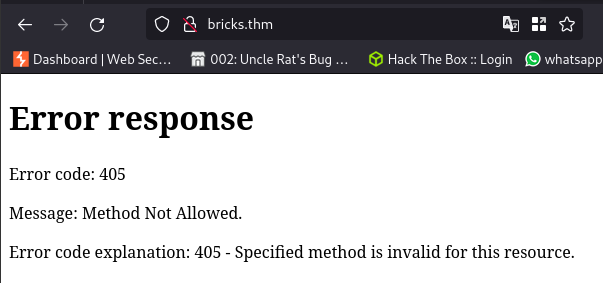 bricks.thm
Dashboard | Web Sec… 002: Uncle Rat's Bug … Hack The Box :: Login whatsapp
Error response
Error code: 405
Message: Method Not Allowed.
Error code explanation: 405 - Specified method is invalid for this resource.